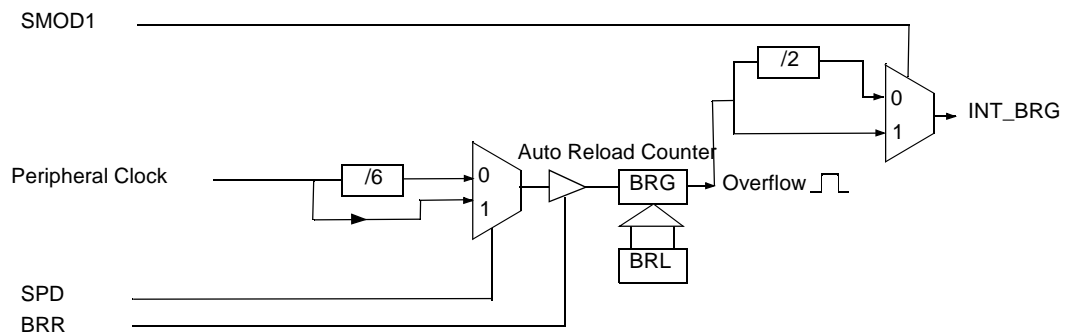 SMOD1
/2
0
INT_BRG
1
Auto Reload Counter
Peripheral Clock
/6
0
BRG
Overflow
1
BRL
SPD
BRR